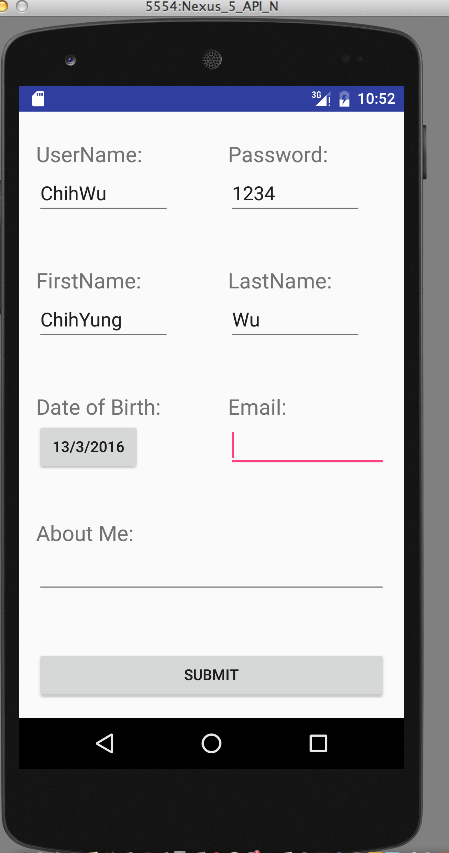 5554:Nexus_5_API_N
3G 10:52
UserName: Password:
ChihWu 1234
FirstName: LastName:
ChihYung Wu
Date of Birth: Email:
13/3/2016
About Me:
SUBMIT